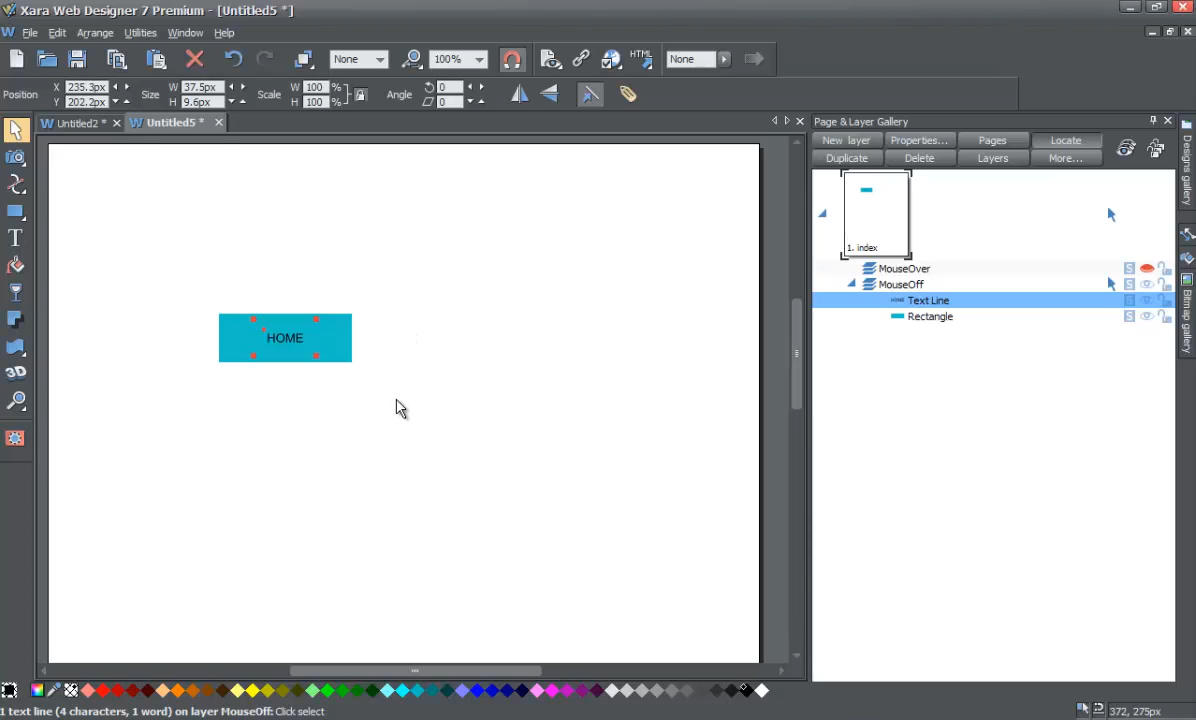 Xara Web Designer 7 Premium - [Untitled5 *]
File Edit Arrange Utilities Window Help
None 100% HTML None
Position X 235.3px Y 202.2px Size W 37.5px H 9.6px Scale W 100 % H 100 % Angle 0 0
Untitled2 * Untitled5 *
Page & Layer Gallery
New layer Properties... Pages Locate
Duplicate Delete Layers More...
1. index
MouseOver S
MouseOff S
HOME Text Line S
Rectangle S
HOME
T
3D
Designs gallery
Bitmap gallery
1 text line (4 characters, 1 word) on layer MouseOff: Click select
372, 275px